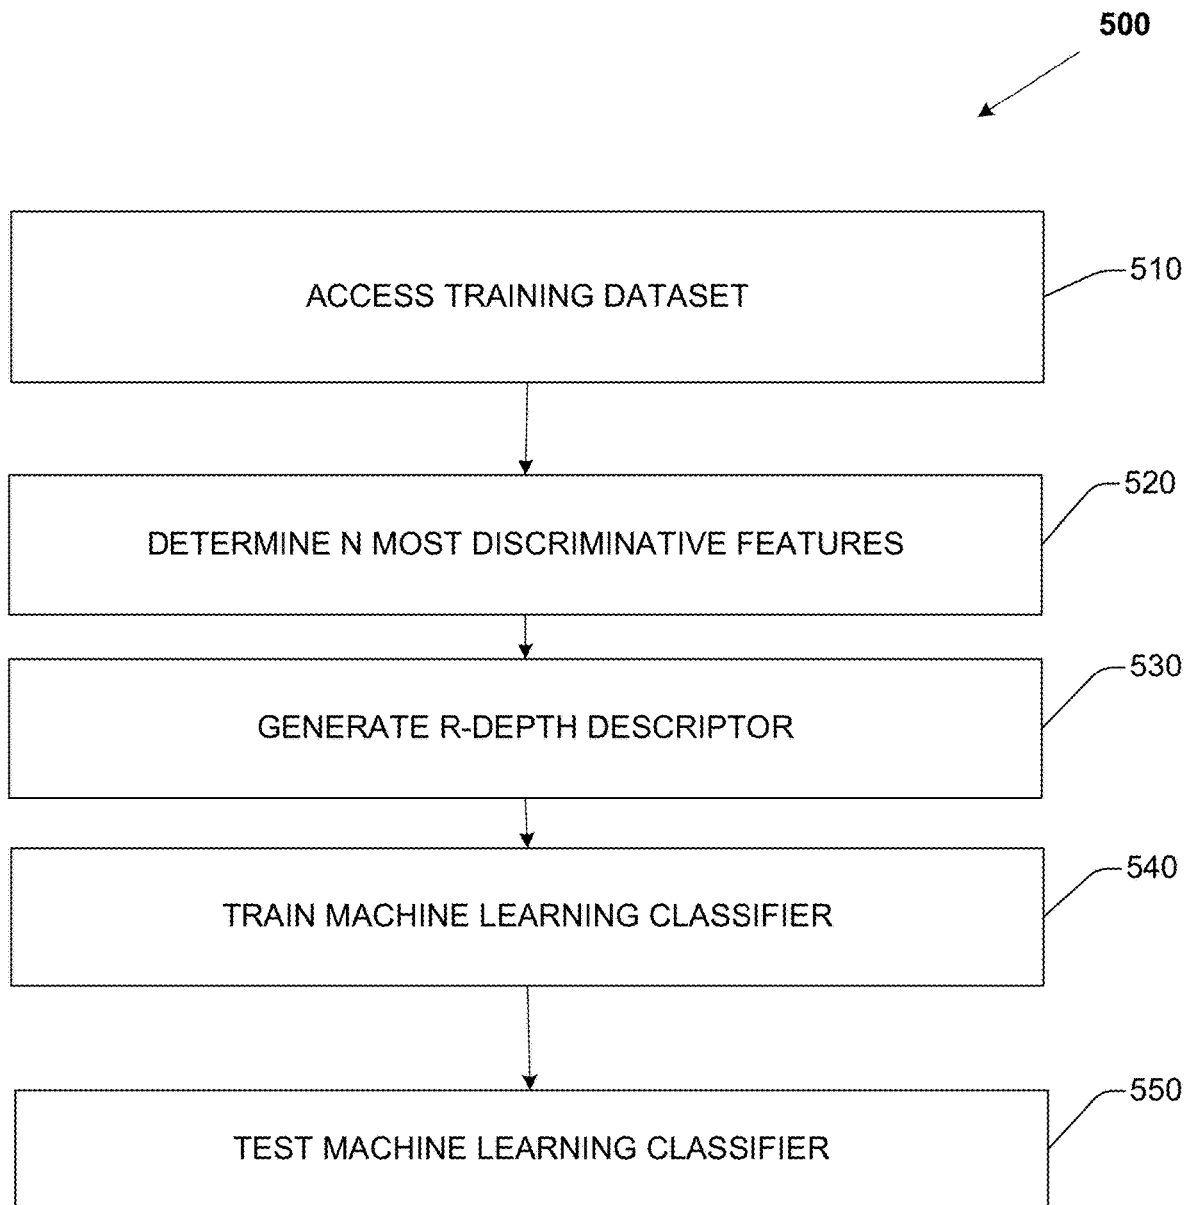 500
ACCESS TRAINING DATASET
510
DETERMINE N MOST DISCRIMINATIVE FEATURES
520
GENERATE R-DEPTH DESCRIPTOR
530
TRAIN MACHINE LEARNING CLASSIFIER
540
TEST MACHINE LEARNING CLASSIFIER
550